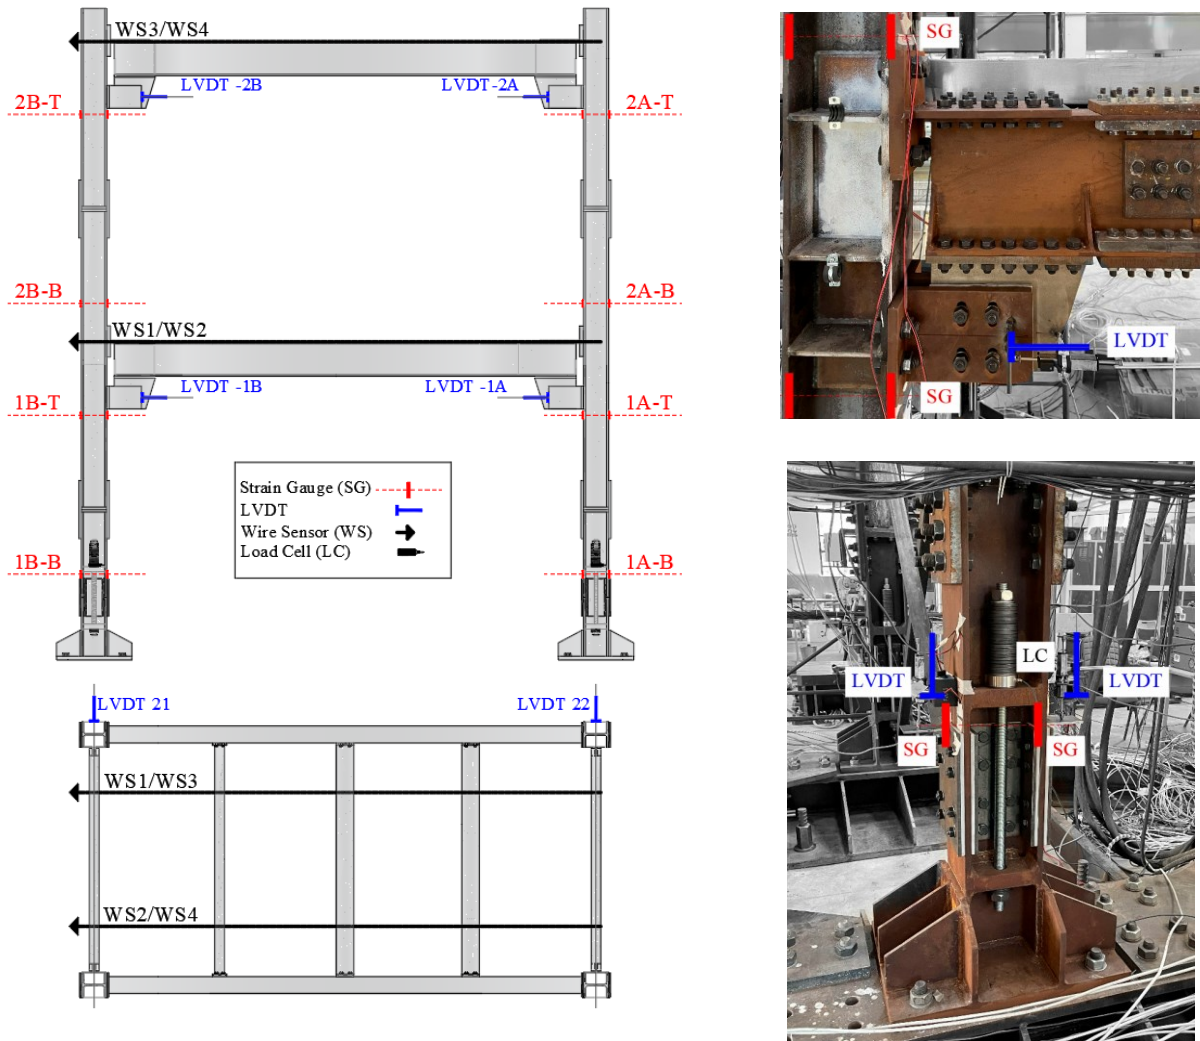 WS3/WS4
LVDT -2B
LVDT-2A
2B-T
2A-T
2B-B
2A-B
WS1/WS2
LVDT -1B
LVDT -1A
1B-T
1A-T
Strain Gauge (SG)
LVDT
Wire Sensor (WS)
Load Cell (LC)
1B-B
1A-B
LVDT 21
LVDT 22
WS1/WS3
WS2/WS4
SG
LVDT
SG
LC
LVDT
LVDT
SG
SG